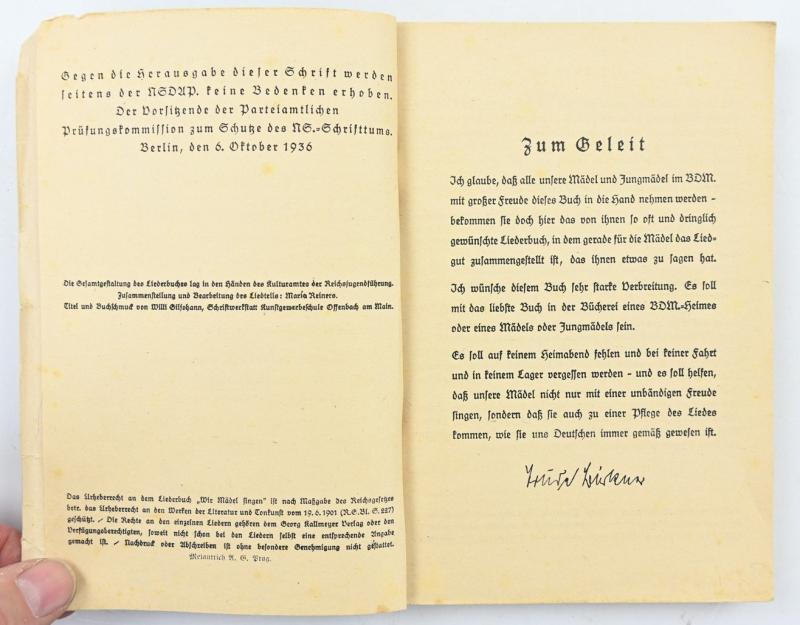 Gegen die Herausgabe dieser Schrift werden
seitens der NSDAP. keine Bedenken erhoben.
Der Vorsitzende der Parteiamtlichen
Prüfungskommission zum Schutze des NS.-Schrifttums.
Berlin, den 6. Oktober 1936
Die Gesamtgestaltung des Liederbuches lag in den Händen des Kulturamtes der Reichsjugendführung.
Zusammenstellung und Bearbeitung des Liedteils: Maria Reiners.
Titel und Buchschmuck von Willi Gilsohann, Schriftwerkstatt Kunstgewerbeschule Offenbach am Main.
Das Urheberrecht an dem Liederbuch „Wir Mädel singen“ ist nach Maßgabe des Reichsgesetzes
betr. das Urheberrecht an den Werken der Literatur und Tonkunst vom 19. 6. 1901 (R.G.Bl. S. 227)
geschützt. / Die Rechte an den einzelnen Liedern gehören dem Georg Kallmeyer Verlag oder den
Verfügungsberechtigten, soweit nicht schon bei den Liedern selbst eine entsprechende Angabe
gemacht ist. / Nachdruck oder Abschreiben ist ohne besondere Genehmigung nicht gestattet.
Melantrich A. G. Prag.
Zum Geleit
Ich glaube, daß alle unsere Mädel und Jungmädel im BDM.
mit großer Freude dieses Buch in die Hand nehmen werden -
bekommen sie doch hier das von ihnen so oft und dringlich
gewünschte Liederbuch, in dem gerade für die Mädel das Lied-
gut zusammengestellt ist, das ihnen etwas zu sagen hat.
Ich wünsche diesem Buch sehr starke Verbreitung. Es soll
mit das liebste Buch in der Bücherei eines BDM.-Heimes
oder eines Mädels oder Jungmädels sein.
Es soll auf keinem Heimabend fehlen und bei keiner Fahrt
und in keinem Lager vergessen werden - und es soll helfen,
daß unsere Mädel nicht nur mit einer unbändigen Freude
singen, sondern daß sie auch zu einer Pflege des Liedes
kommen, wie sie uns Deutschen immer gemäß gewesen ist.
Trude Bürkner